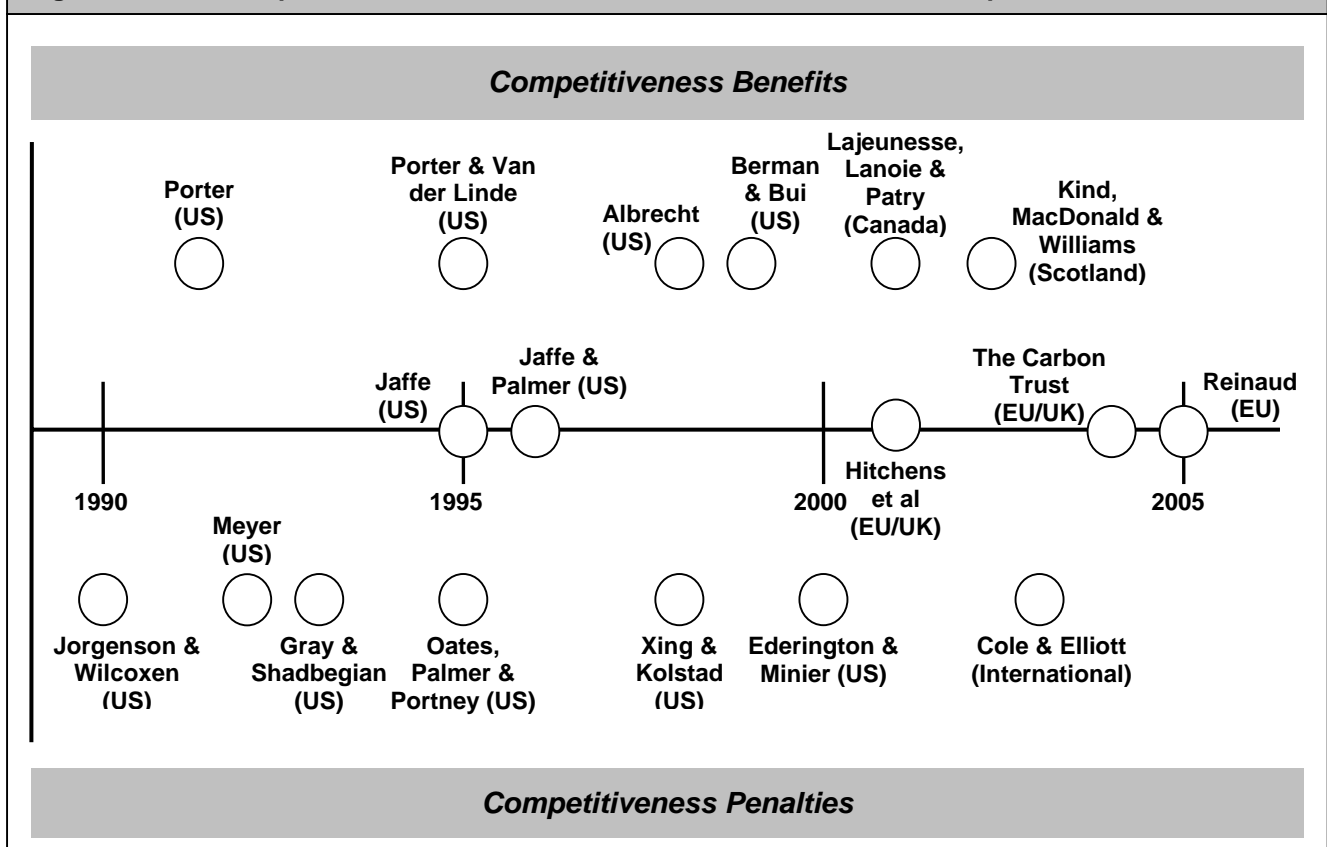 Competitiveness Benefits
Porter
(US)
Porter & Van
der Linde
(US)
Albrecht
(US)
Berman
& Bui
(US)
Lajeunesse,
Lanoie &
Patry
(Canada)
Kind,
MacDonald &
Williams
(Scotland)
Jaffe
(US)
Jaffe &
Palmer (US)
The Carbon
Trust
(EU/UK)
Reinaud
(EU)
Hitchens
et al
(EU/UK)
1990
1995
2000
2005
Meyer
(US)
Jorgenson &
Wilcoxen
(US)
Gray &
Shadbegian
(US)
Oates,
Palmer &
Portney (US)
Xing &
Kolstad
(US)
Ederington &
Minier (US)
Cole & Elliott
(International)
Competitiveness Penalties